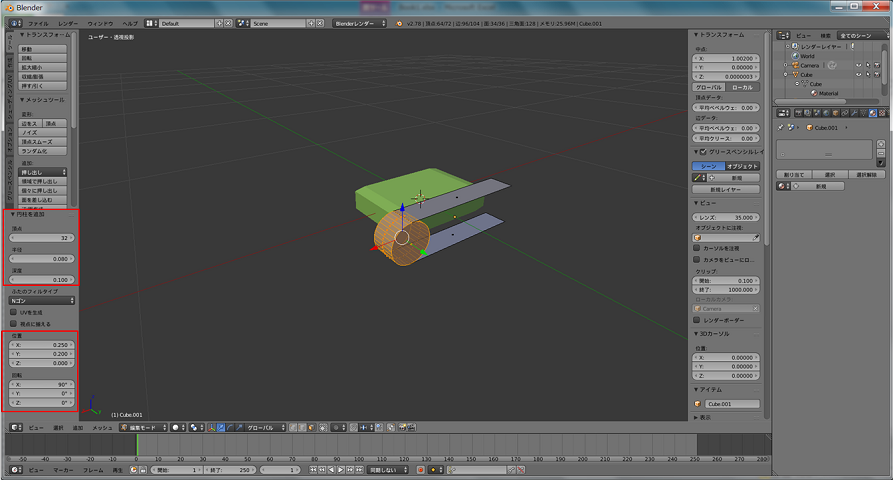 Blender
ファイル レンダー ウィンドウ ヘルプ Default Scene Blenderレンダー v2.78 | 頂点:64/72 | 辺:96/104 | 面:34/36 | 三角面:128 | メモリ:25.96M | Cube.001
トランスフォーム
移動
回転
拡大縮小
収縮/膨張
押す/引く
メッシュツール
変形:
辺をス 頂点
ノイズ
頂点スムーズ
ランダム化
追加:
押し出し
領域で押し出し
個々に押し出し
面を差し込む
円柱を追加
頂点
32
半径
0.080
深度
0.100
ふたのフィルタイプ
Nゴン
UVを生成
視点に揃える
位置
X: 0.250
Y: 0.200
Z: 0.000
回転
X: 90°
Y: 0°
Z: 0°
ユーザー・透視投影
(1) Cube.001
トランスフォーム
中点:
X: 1.00200
Y: 0.00000
Z: 0.0000003
グローバル ローカル
頂点データ:
平均ベベルウェ: 0.00
辺データ:
平均ベベルウェ: 0.00
平均クリース: 0.00
グリースペンシルレイ
シーン オブジェクト
新規
新規レイヤー
ビュー
レンズ: 35.000
オブジェクトに注視:
カーソルを注視
カメラをビューにロ...
クリップ:
開始: 0.100
終了: 1000.000
ローカルカメラ:
Camera
レンダーボーダー
3Dカーソル
位置:
X: 0.00000
Y: 0.00000
Z: 0.00000
アイテム
Cube.001
表示
ビュー 検索 全てのシーン
レンダーレイヤー
World
Camera
Cube
Cube
Material
Cube.001
割り当て 選択 選択解除
新規
ビュー 選択 追加 メッシュ 編集モード グローバル
-50 -40 -30 -20 -10 0 10 20 30 40 50 60 70 80 90 100 110 120 130 140 150 160 170 180 190 200 210 220 230 240 250 260 270 280
ビュー マーカー フレーム 再生 開始: 1 終了: 250 1 同期しない